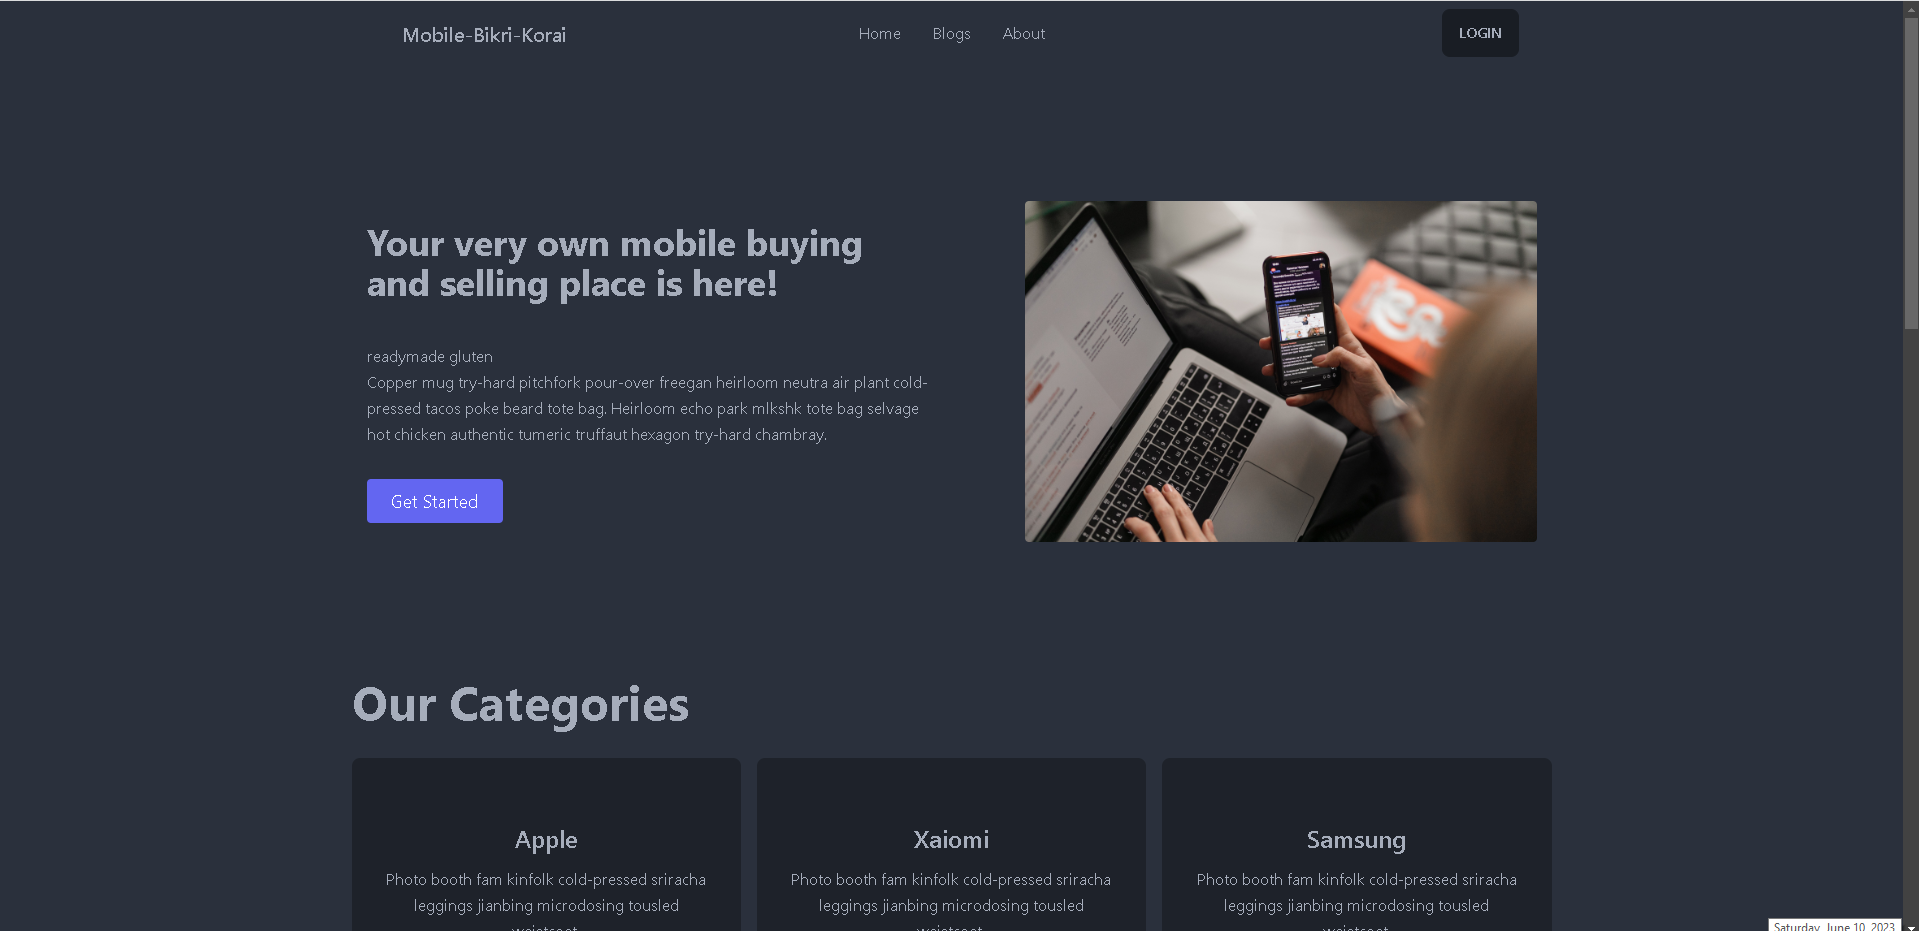 Mobile-Bikri-Korai
Home Blogs About
LOGIN
Your very own mobile buying
and selling place is here!
readymade gluten
Copper mug try-hard pitchfork pour-over freegan heirloom neutra air plant cold-
pressed tacos poke beard tote bag. Heirloom echo park mlkshk tote bag selvage
hot chicken authentic tumeric truffaut hexagon try-hard chambray.
Get Started
Our Categories
Apple
Photo booth fam kinfolk cold-pressed sriracha
leggings jianbing microdosing tousled
Xaiomi
Photo booth fam kinfolk cold-pressed sriracha
leggings jianbing microdosing tousled
Samsung
Photo booth fam kinfolk cold-pressed sriracha
leggings jianbing microdosing tousled
Saturday, June 10, 2023